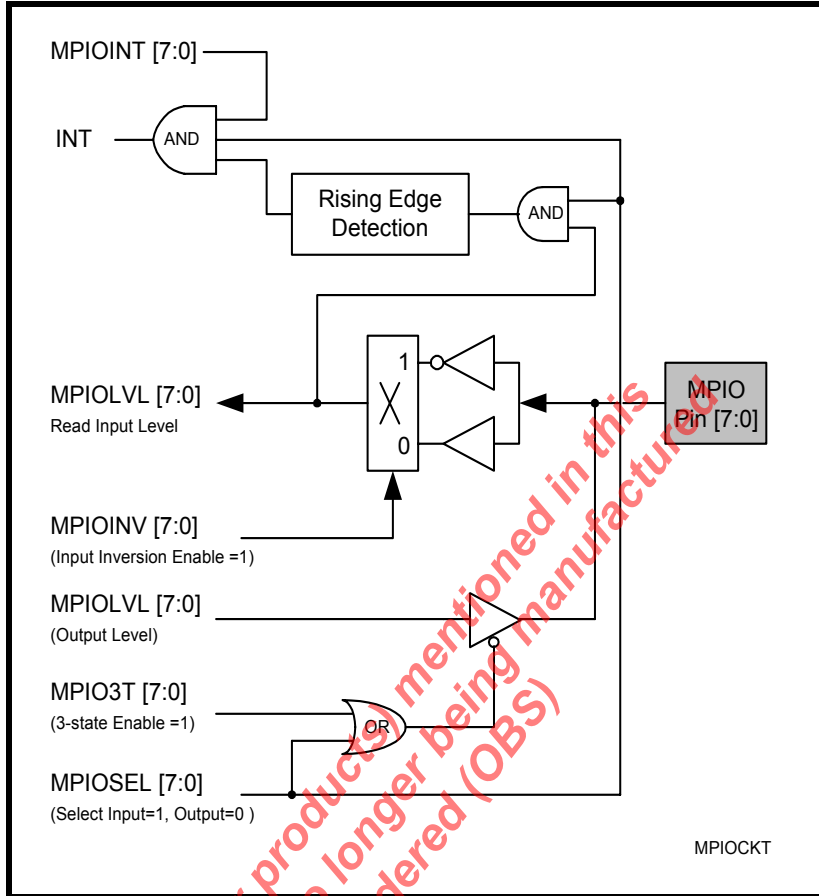 MPIOINT [7:0]
INT
AND
Rising Edge
Detection
AND
1
0
MPIOLVL [7:0]
Read Input Level
MPIO
Pin [7:0]
MPIOINV [7:0]
(Input Inversion Enable =1)
MPIOLVL [7:0]
(Output Level)
MPIO3T [7:0]
(3-state Enable =1)
OR
MPIOSEL [7:0]
(Select Input=1, Output=0 )
MPIOCKT
products) mentioned in this
longer being manufactured
dered (OBS)